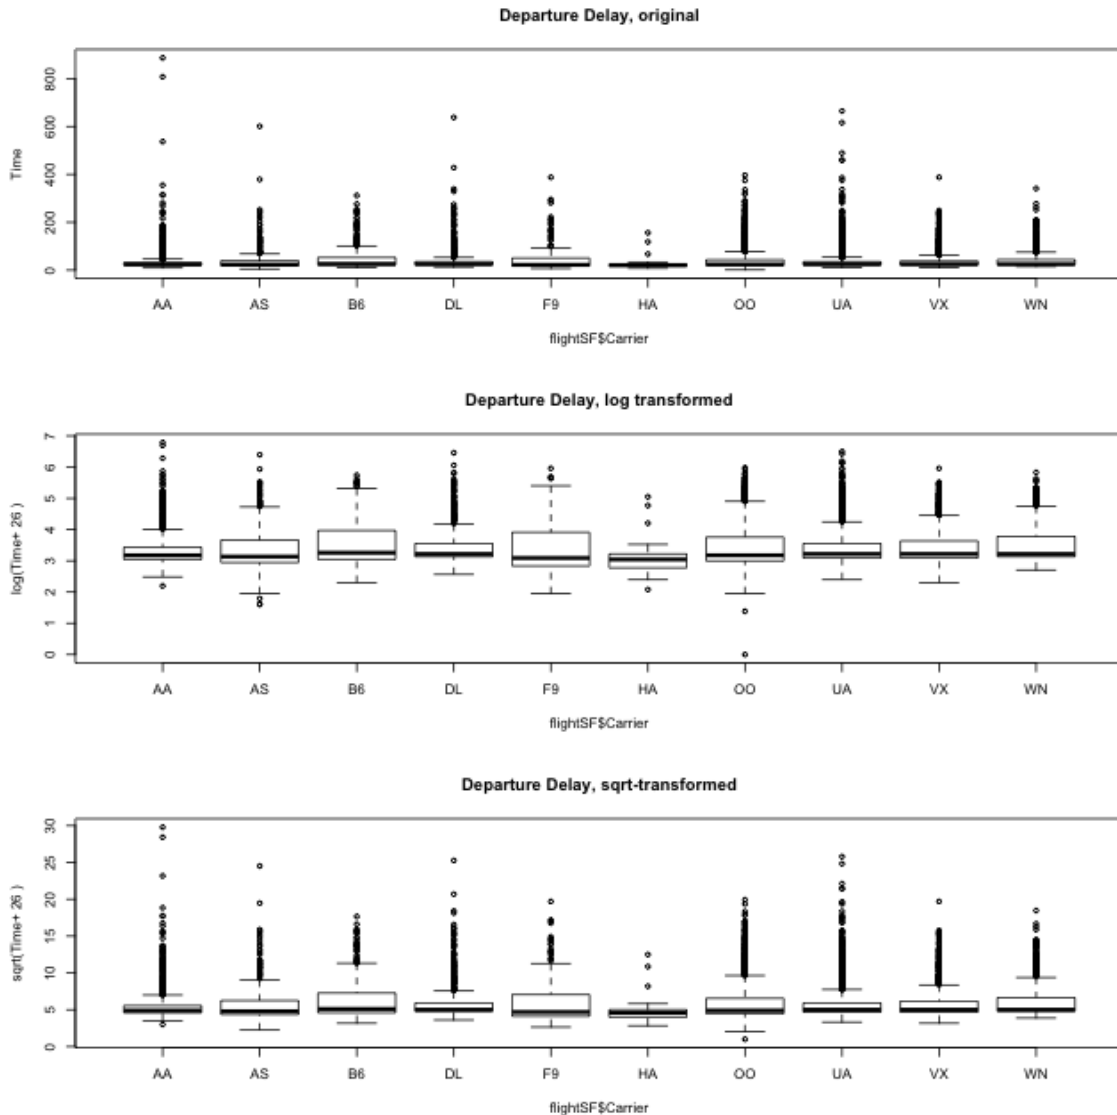 Departure Delay, original
Time
800
600
400
200
0
AA AS B6 DL F9 HA OO UA VX WN
flightSF$Carrier
Departure Delay, log transformed
log(Time+ 26 )
7
6
5
4
3
2
1
0
AA AS B6 DL F9 HA OO UA VX WN
flightSF$Carrier
Departure Delay, sqrt-transformed
sqrt(Time+ 26 )
30
25
20
15
10
5
0
AA AS B6 DL F9 HA OO UA VX WN
flightSF$Carrier